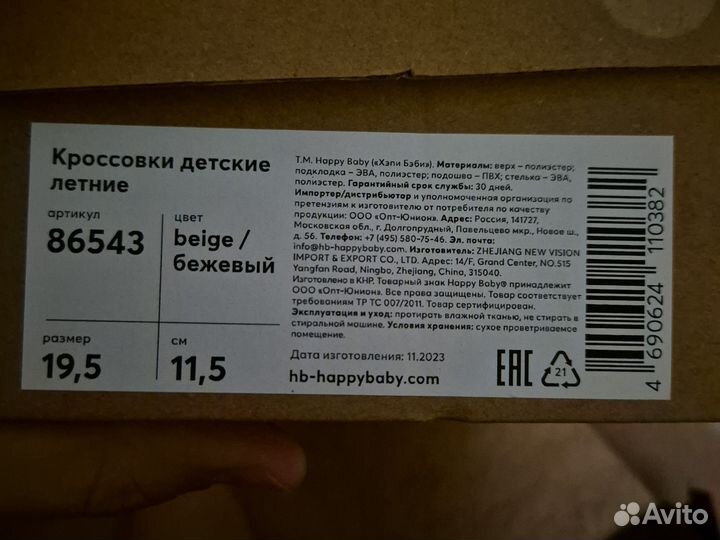 Кроссовки детские
летние
артикул
86543
цвет
beige /
бежевый
размер
19,5
см
11,5
Т.М. Happy Baby («Хэпи Бэби»). Материалы: верх – полиэстер;
подкладка – ЭВА, полиэстер; подошва – ПВХ; стелька – ЭВА,
полиэстер. Гарантийный срок службы: 30 дней.
Импортер/дистрибьютор и уполномоченная организация по
претензиям к изготовителю от потребителя по качеству
продукции: ООО «Опт-Юнион». Адрес: Россия, 141727,
Московская обл., г. Долгопрудный, Павельцево мкр., Новое ш.,
д. 56. Телефон: +7 (495) 580-75-46. Эл. почта:
info@hb-happybaby.com. Изготовитель: ZHEJIANG NEW VISION
IMPORT & EXPORT CO., LTD. Адрес: 14/F, Grand Center, NO.515
Yangfan Road, Ningbo, Zhejiang, China, 315040.
Изготовлено в КНР. Товарный знак Happy Baby® принадлежит
ООО «Опт-Юнион». Все права защищены. Товар соответствует
требованиям ТР ТС 007/2011. Товар сертифицирован.
Эксплуатация и уход: протирать влажной тканью, не стирать в
стиральной машине. Условия хранения: сухое проветриваемое
помещение.
Дата изготовления: 11.2023
hb-happybaby.com
EAC
21
4 690624 110382
Avito